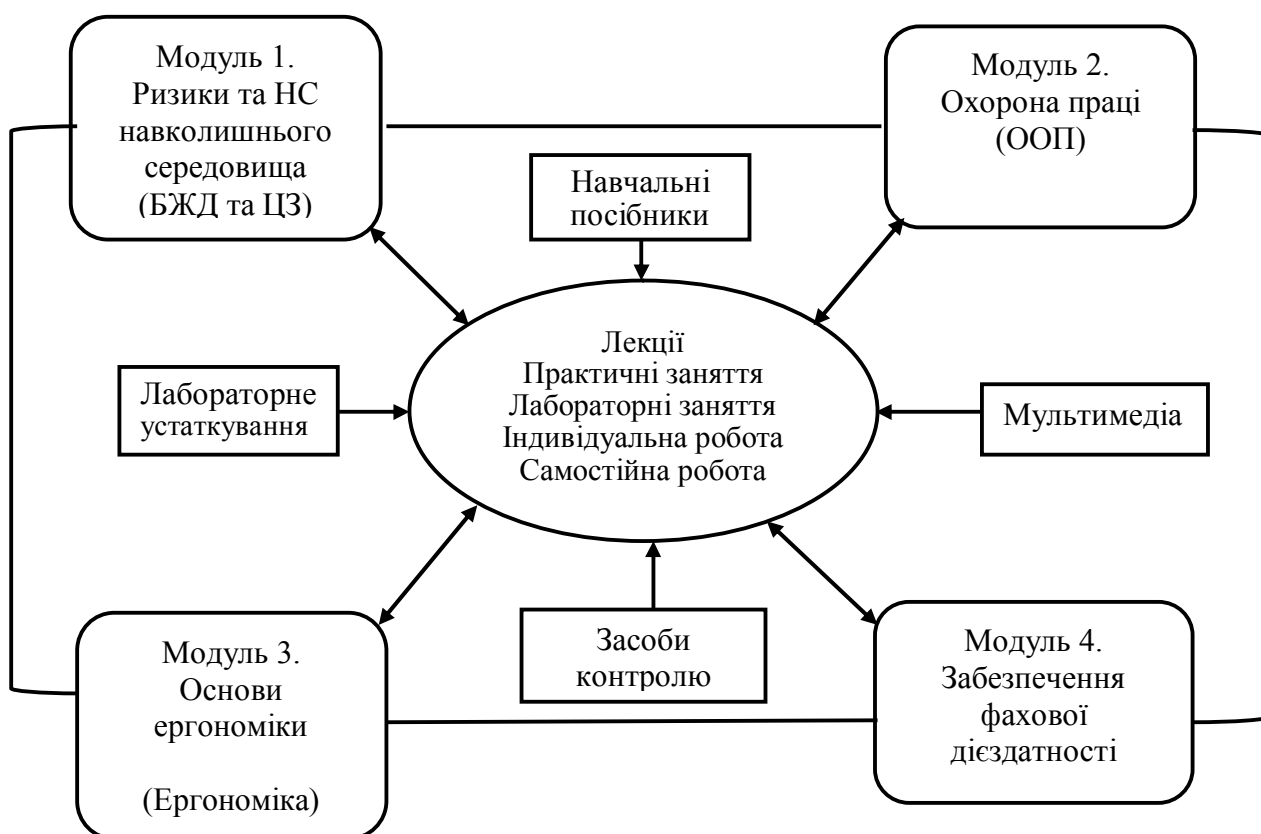 Модуль 1.
Ризики та НС
навколишнього
середовища
(БЖД та ЦЗ)
Модуль 2.
Охорона праці
(ООП)
Навчальні
посібники
Лабораторне
устаткування
Лекції
Практичні заняття
Лабораторні заняття
Індивідуальна робота
Самостійна робота
Мультимедіа
Модуль 3.
Основи
ергономіки
(Ергономіка)
Засоби
контролю
Модуль 4.
Забезпечення
фахової
дієздатності